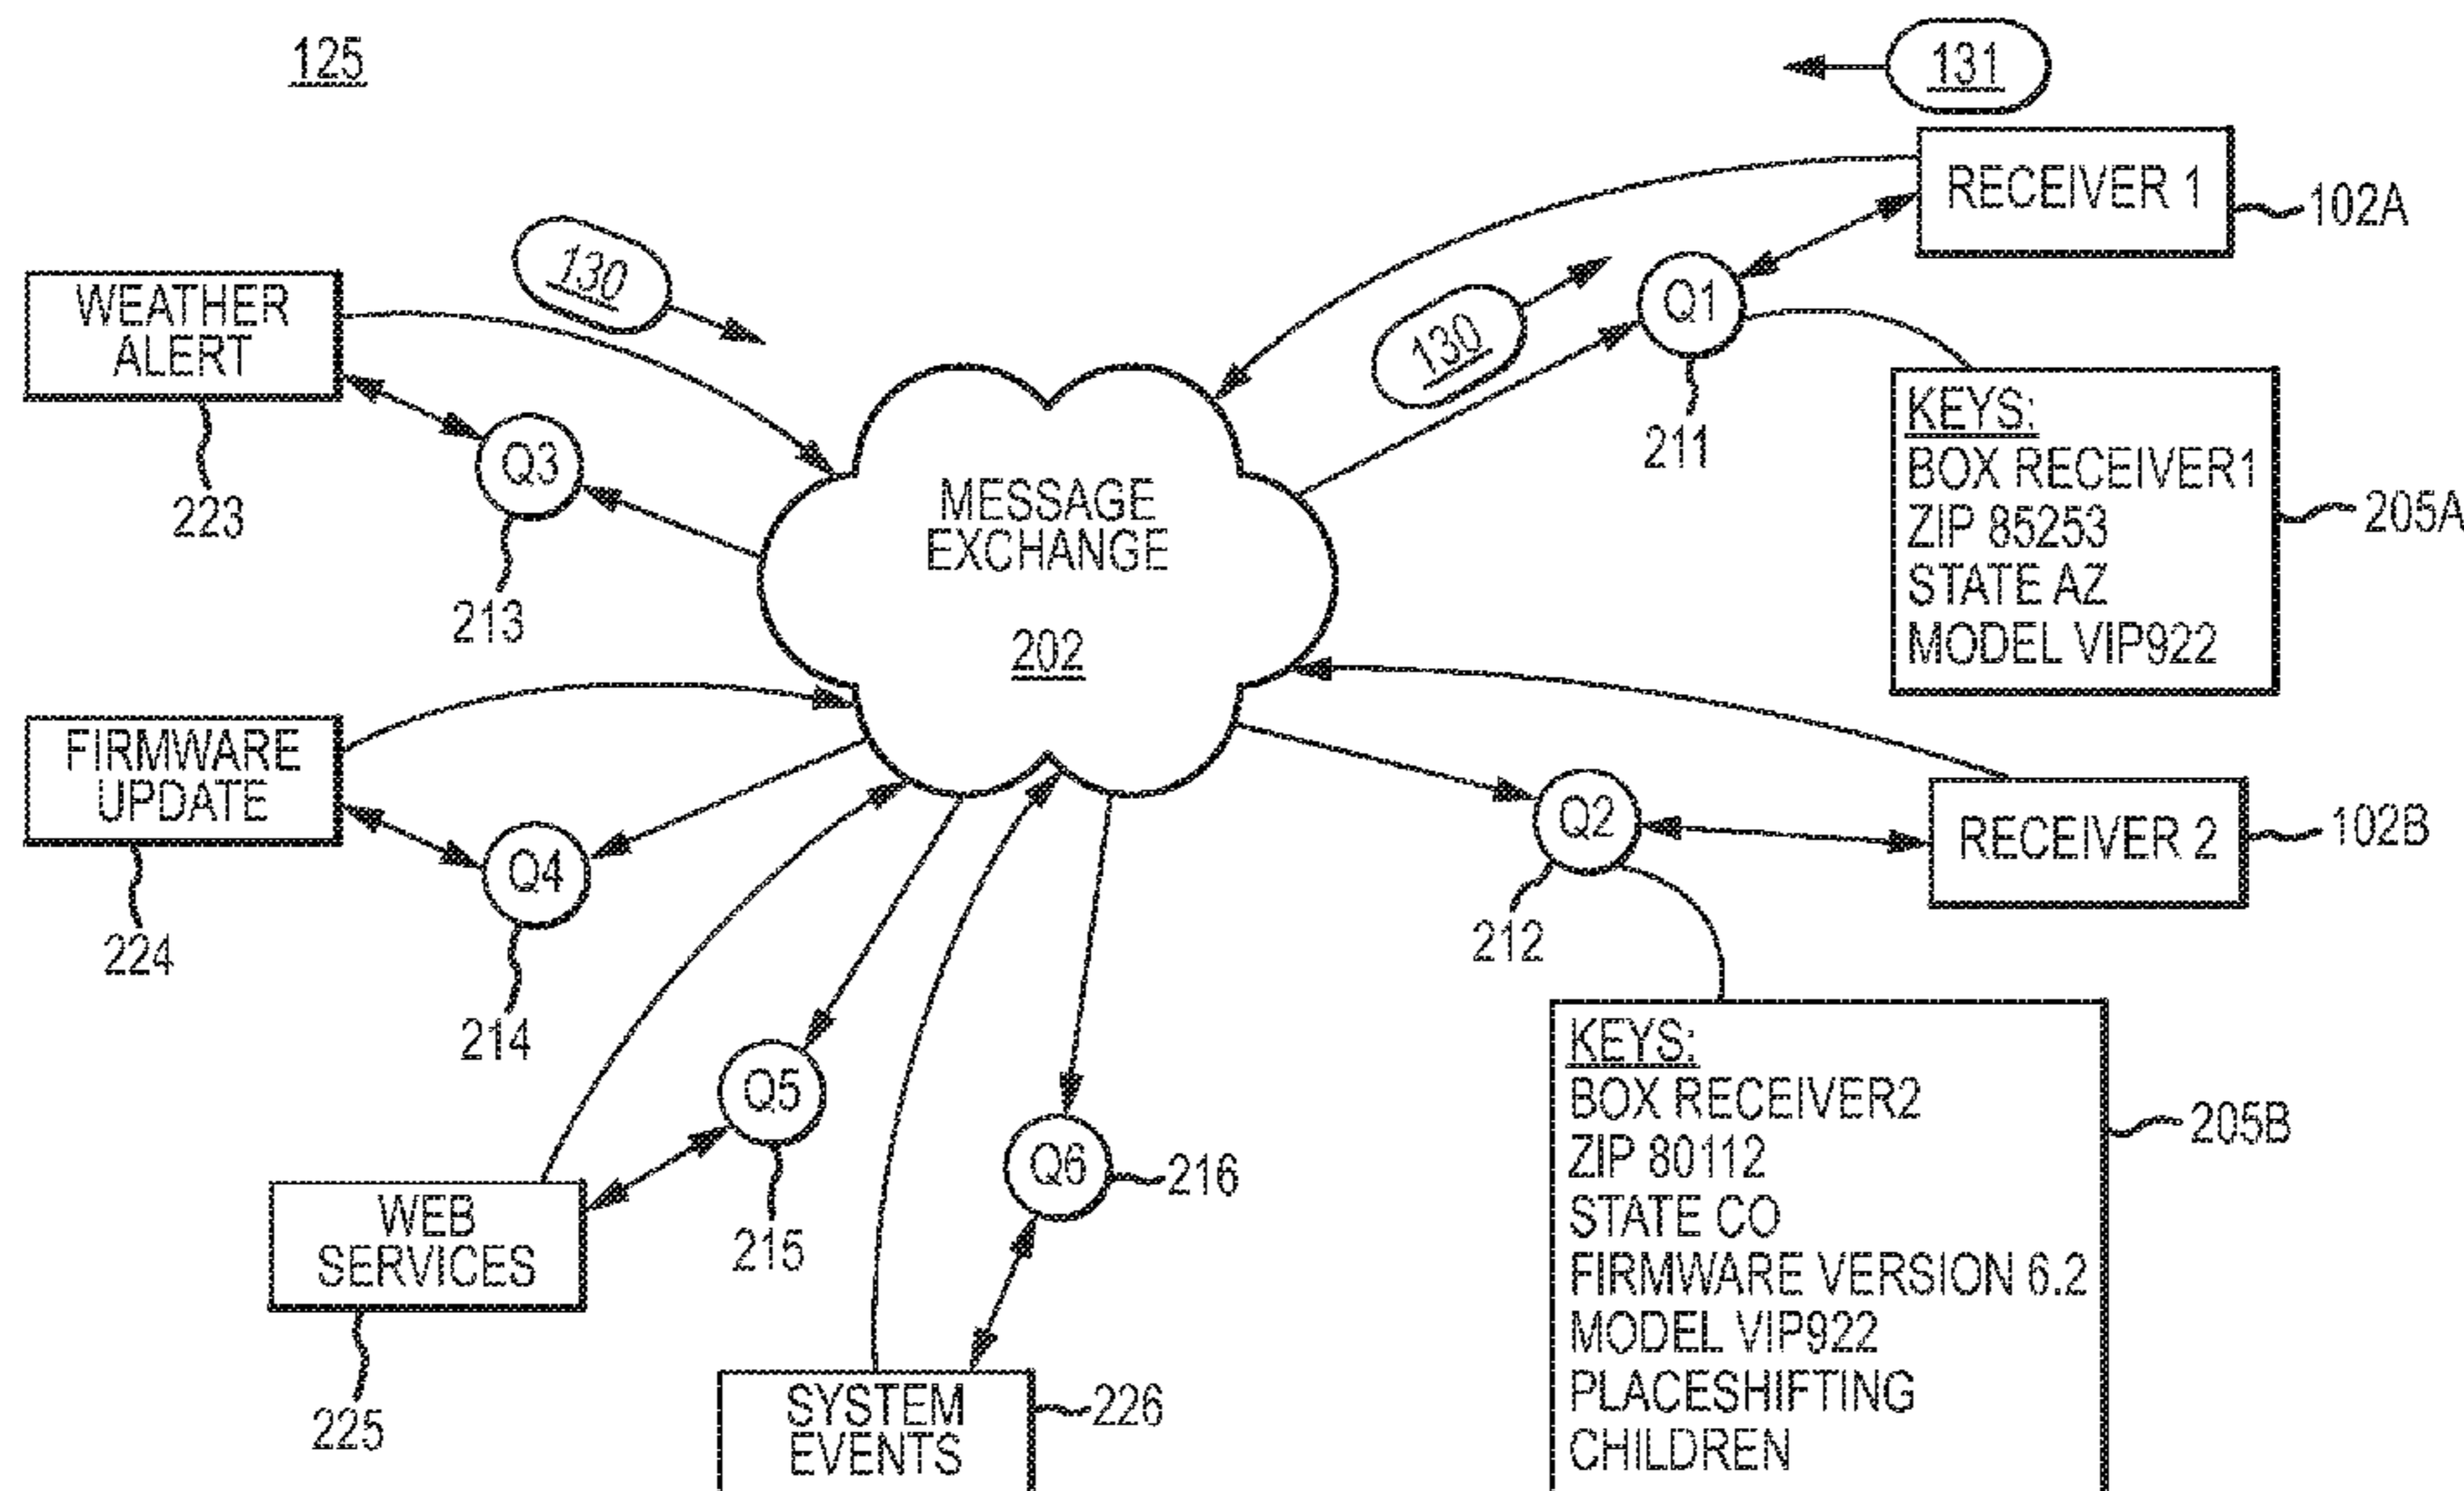 125
131
RECEIVER 1
102A
130
WEATHER
ALERT
223
Q3
213
130
Q1
211
KEYS:
BOX RECEIVER1
ZIP 85253
STATE AZ
MODEL VIP922
205A
MESSAGE
EXCHANGE
202
FIRMWARE
UPDATE
224
Q4
214
Q2
212
RECEIVER 2
102B
Q5
215
WEB
SERVICES
225
Q6
216
SYSTEM
EVENTS
226
KEYS:
BOX RECEIVER2
ZIP 80112
STATE CO
FIRMWARE VERSION 6.2
MODEL VIP922
PLACESHIFTING
CHILDREN
205B